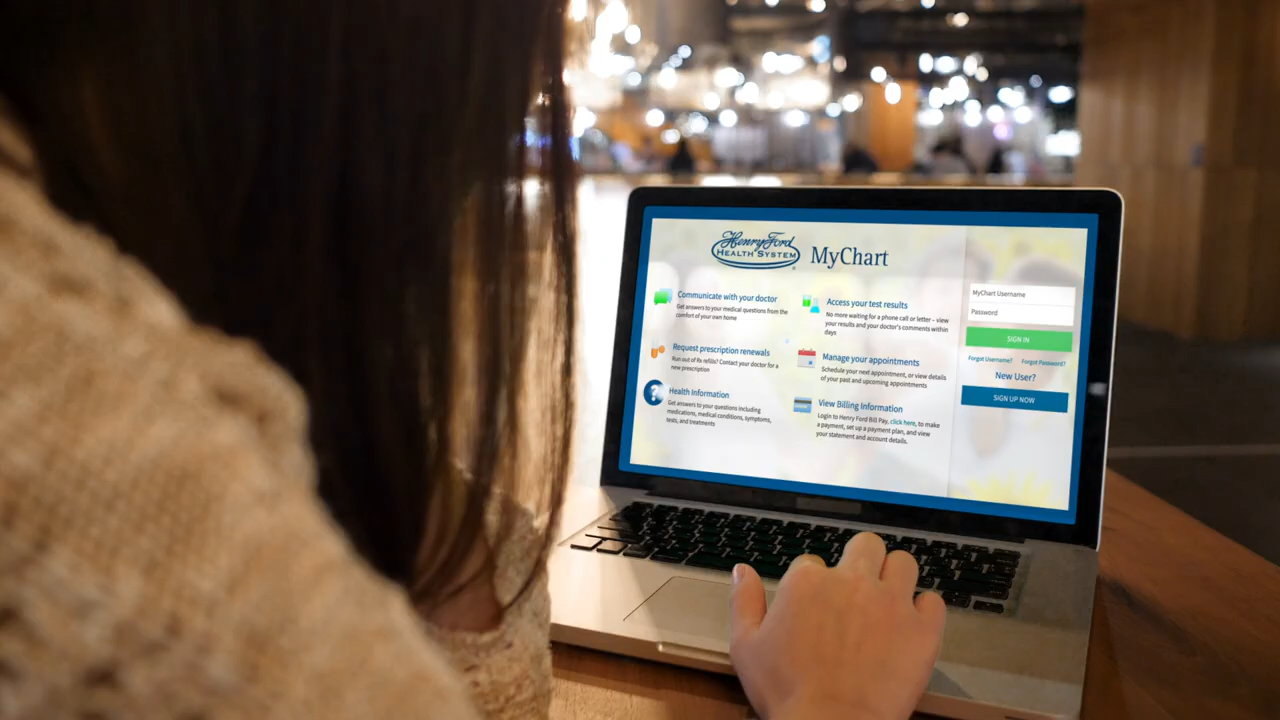 Henry Ford
HEALTH SYSTEM
MyChart
Communicate with your doctor
Get answers to your medical questions from the
comfort of your own home
Request prescription renewals
Run out of Rx refills? Contact your doctor for a
new prescription
?
Health Information
Get answers to your questions including
medications, medical conditions, symptoms,
tests, and treatments
Access your test results
No more waiting for a phone call or letter – view
your results and your doctor's comments within
days
Manage your appointments
Schedule your next appointment, or view details
of your past and upcoming appointments
View Billing Information
Login to Henry Ford Bill Pay, click here, to make
a payment, set up a payment plan, and view
your statement and account details.
MyChart Username
Password
SIGN IN
Forgot Username? Forgot Password?
New User?
SIGN UP NOW